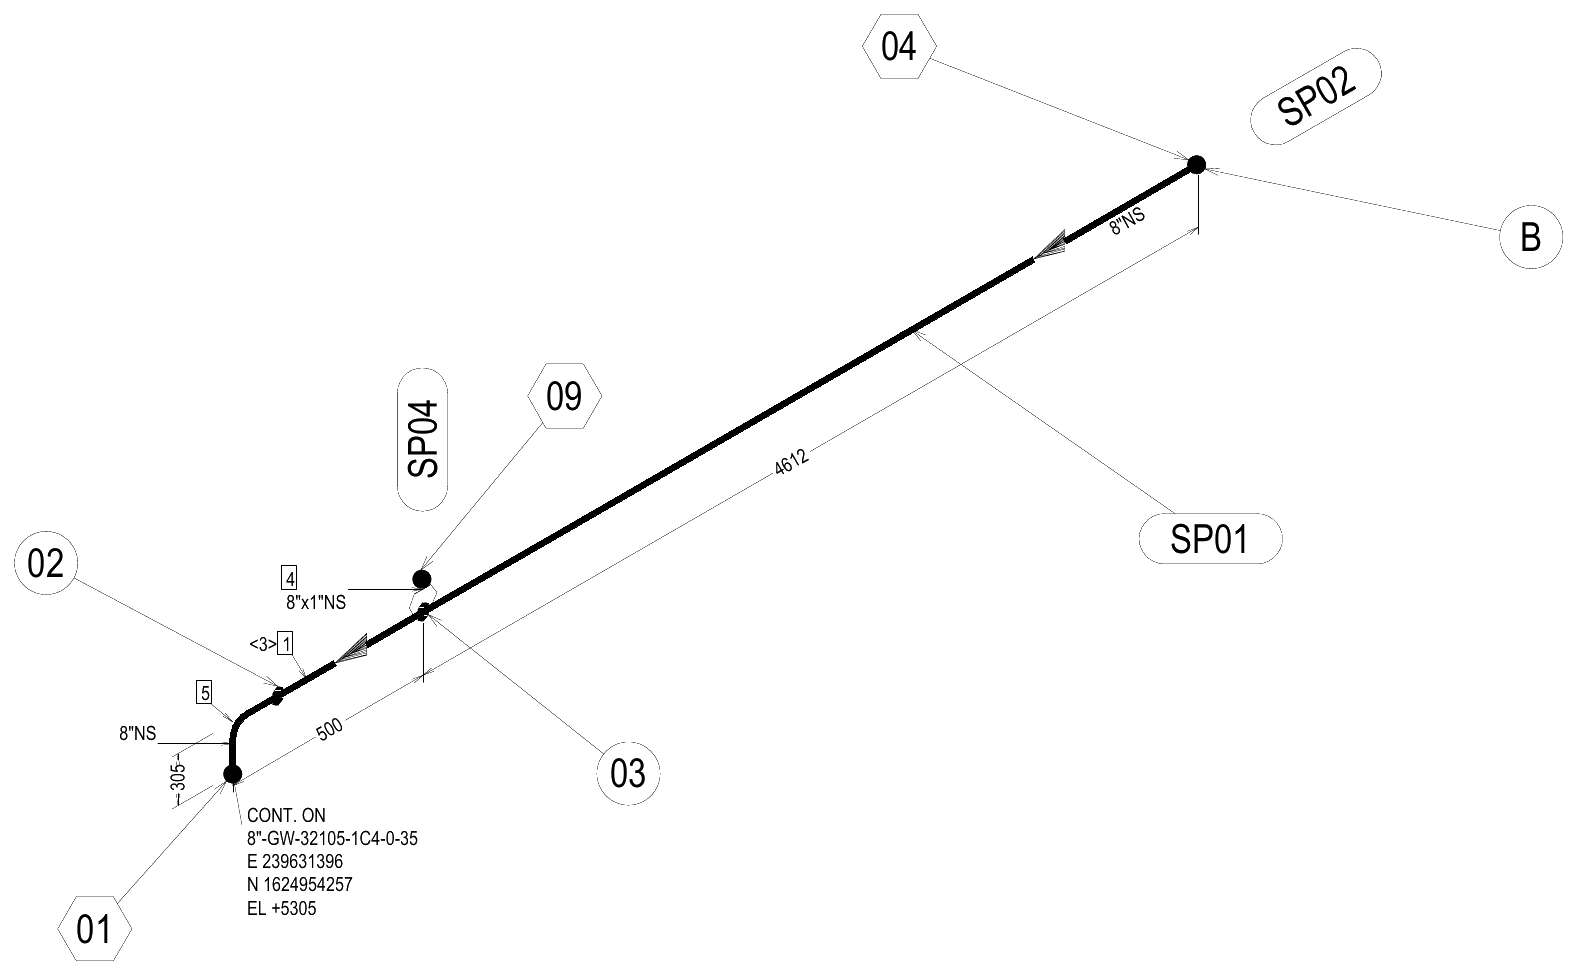 04
SP02
8"NS
B
SP04
09
4612
SP01
02
4
8"x1"NS
<3> 1
5
8"NS
500
305
03
CONT. ON
8"-GW-32105-1C4-0-35
E 239631396
N 1624954257
EL +5305
01